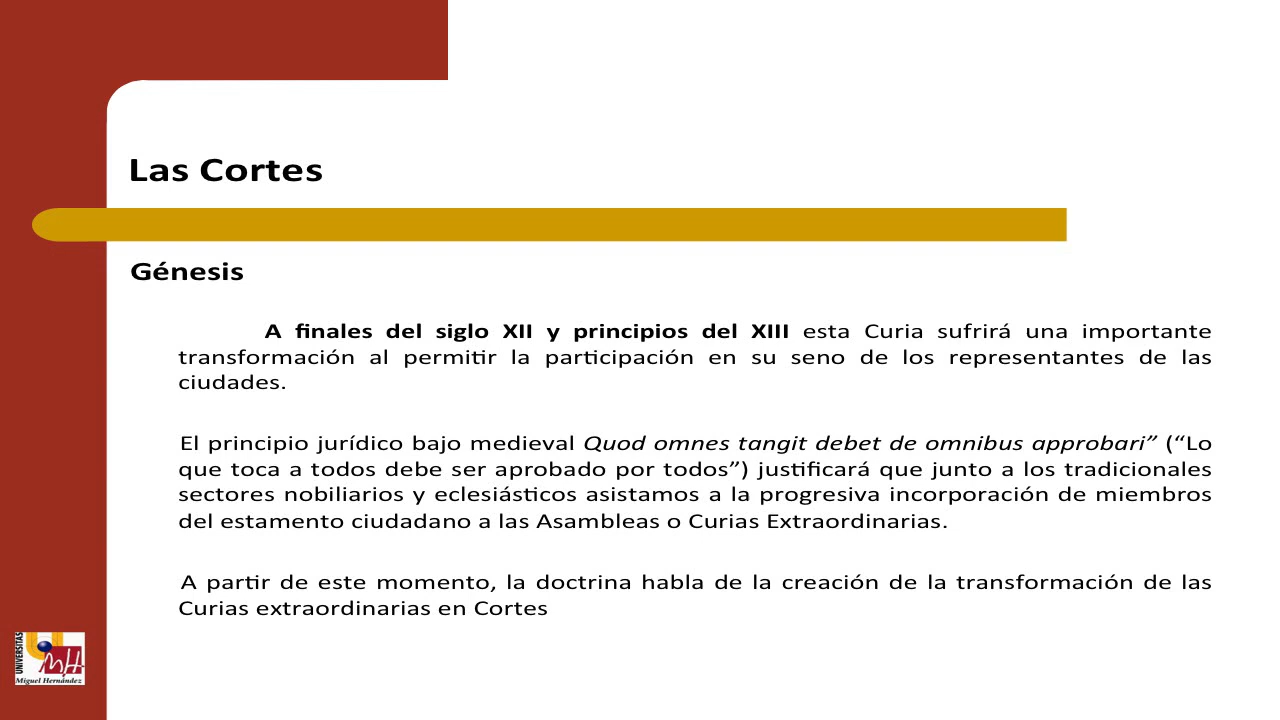 Las Cortes
Génesis
A finales del siglo XII y principios del XIII esta Curia sufrirá una importante
transformación al permitir la participación en su seno de los representantes de las
ciudades.
El principio jurídico bajo medieval Quod omnes tangit debet de omnibus approbari” (“Lo
que toca a todos debe ser aprobado por todos”) justificará que junto a los tradicionales
sectores nobiliarios y eclesiásticos asistamos a la progresiva incorporación de miembros
del estamento ciudadano a las Asambleas o Curias Extraordinarias.
A partir de este momento, la doctrina habla de la creación de la transformación de las
Curias extraordinarias en Cortes
UNIVERSITAS
MH
Miguel Hernández